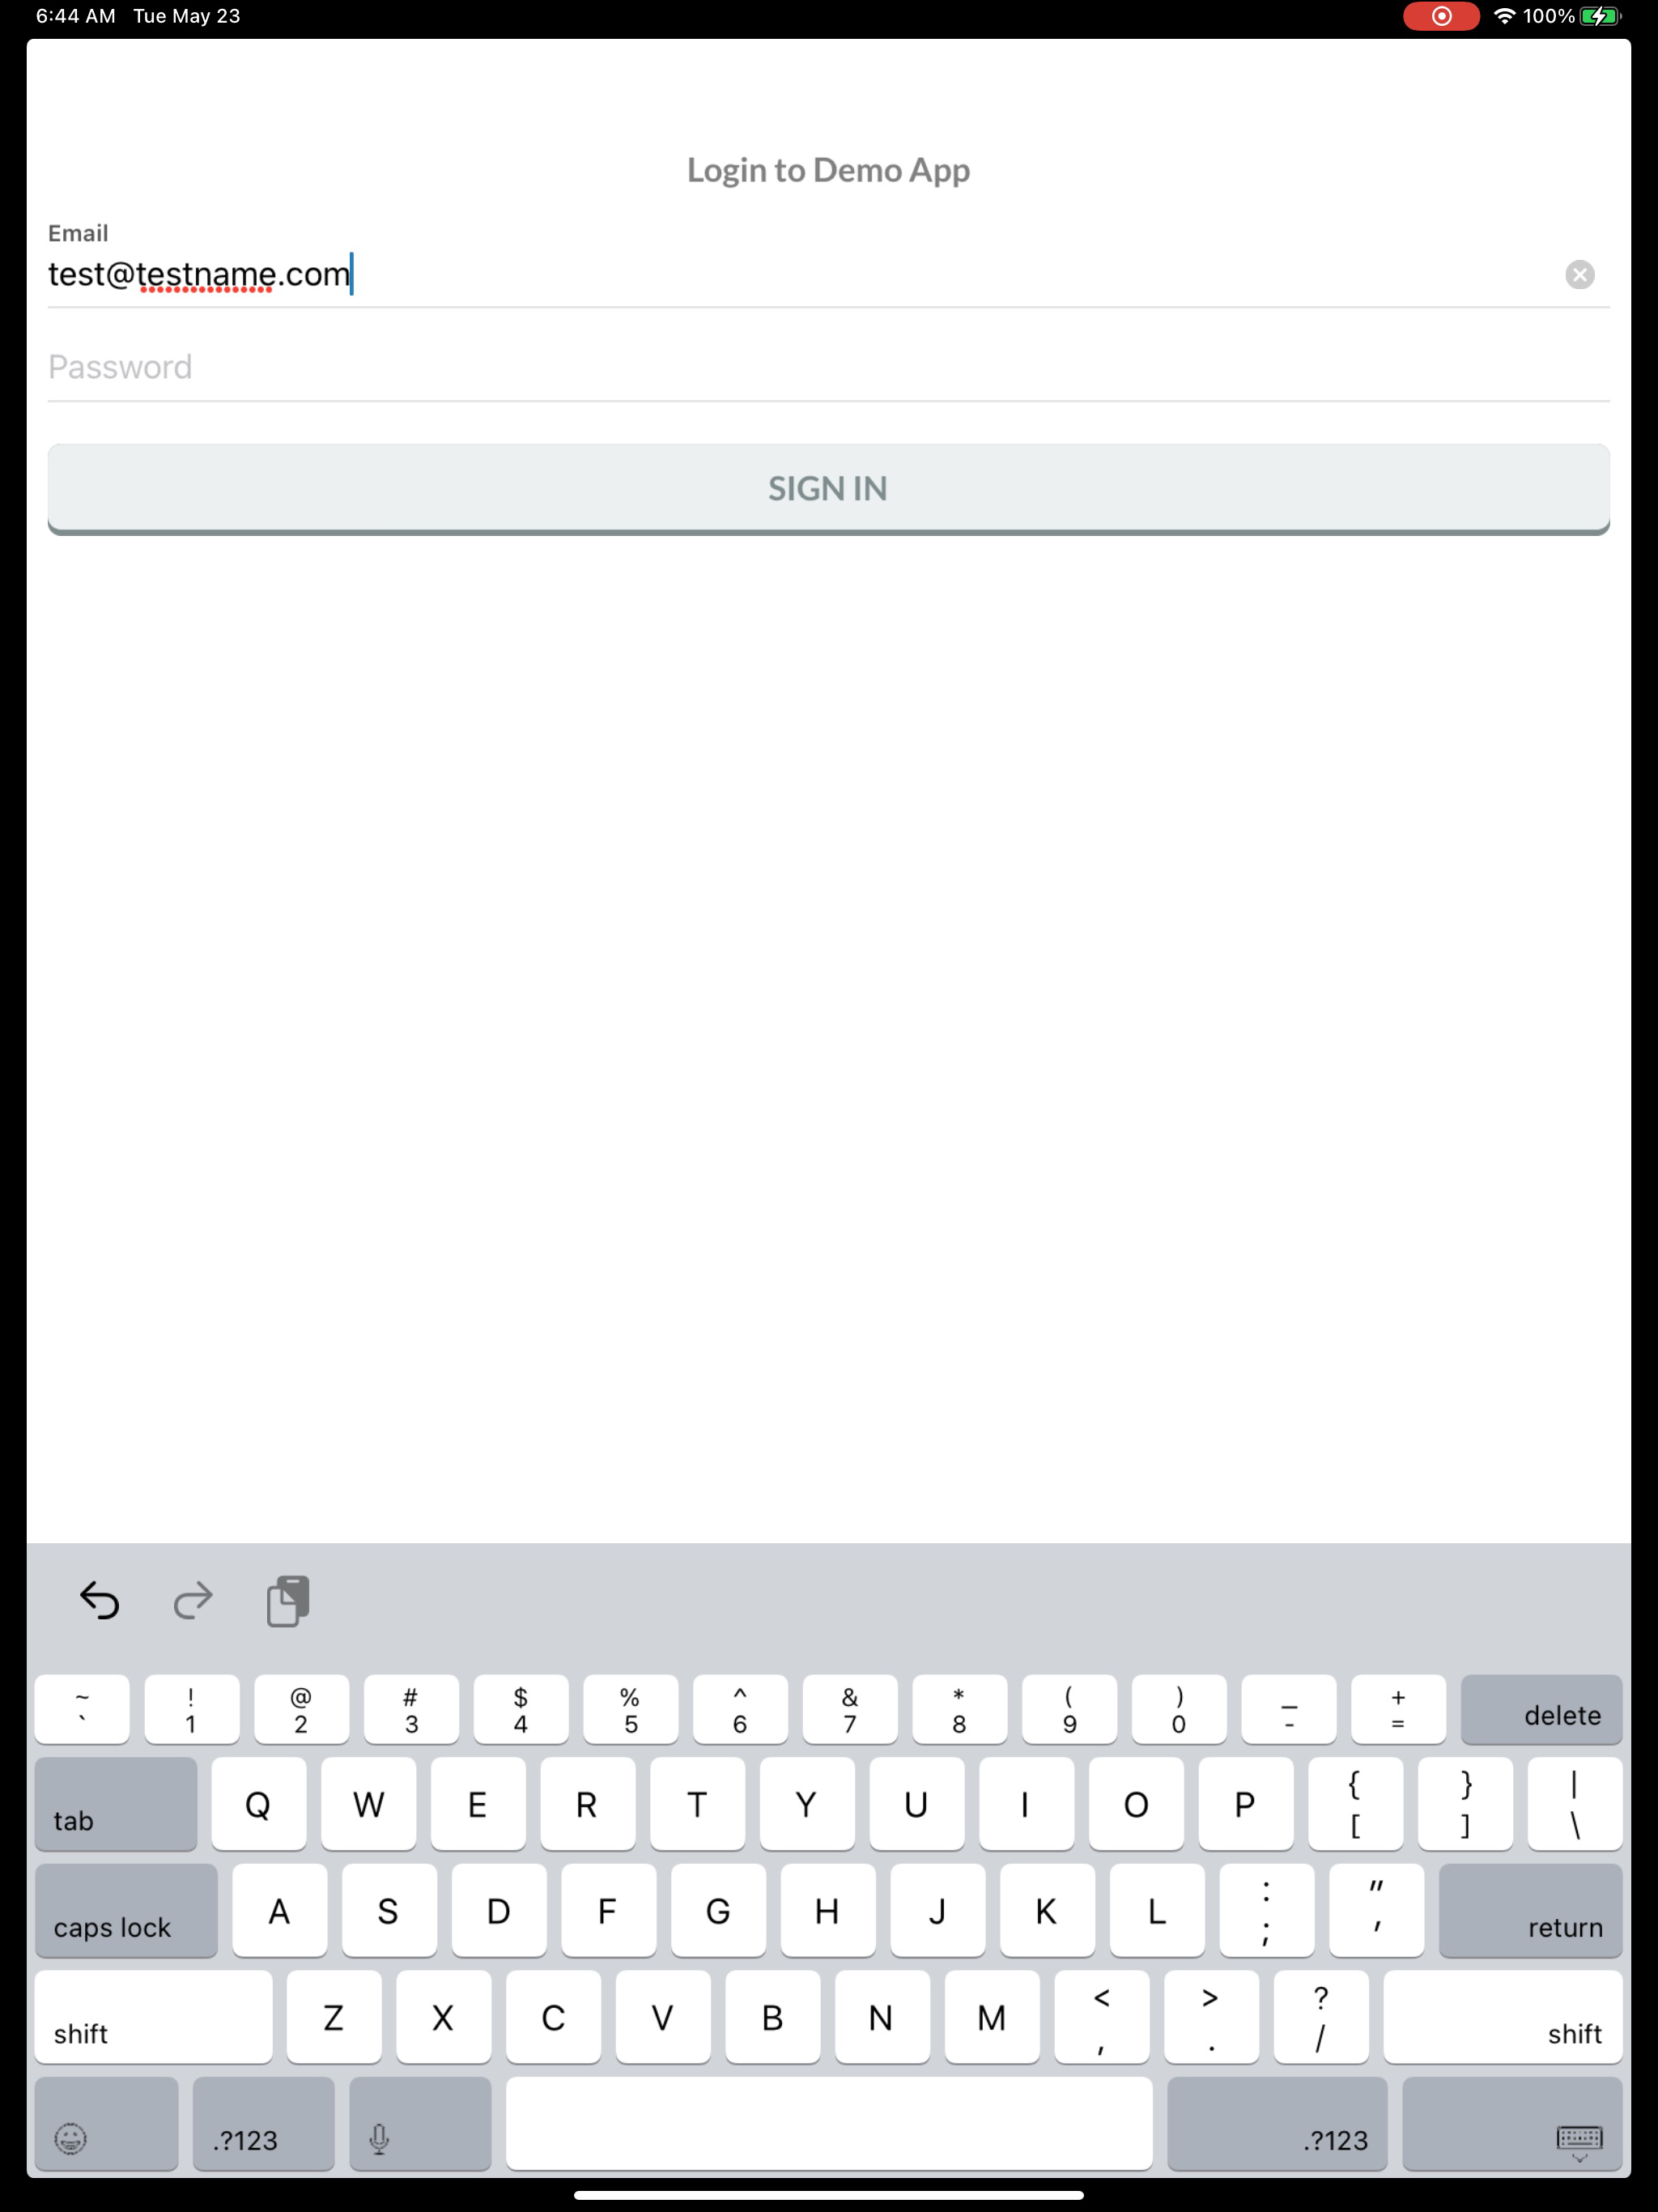 6:44 AM Tue May 23 100%
Login to Demo App
Email
test@testname.com
Password
SIGN IN
~ ! @ # $ % ^ & * ( ) _ +
` 1 2 3 4 5 6 7 8 9 0 - = delete
tab Q W E R T Y U I O P { } |
[ ] \
caps lock A S D F G H J K L : "
; ' return
shift Z X C V B N M < > ?
, . / shift
.?123 .?123